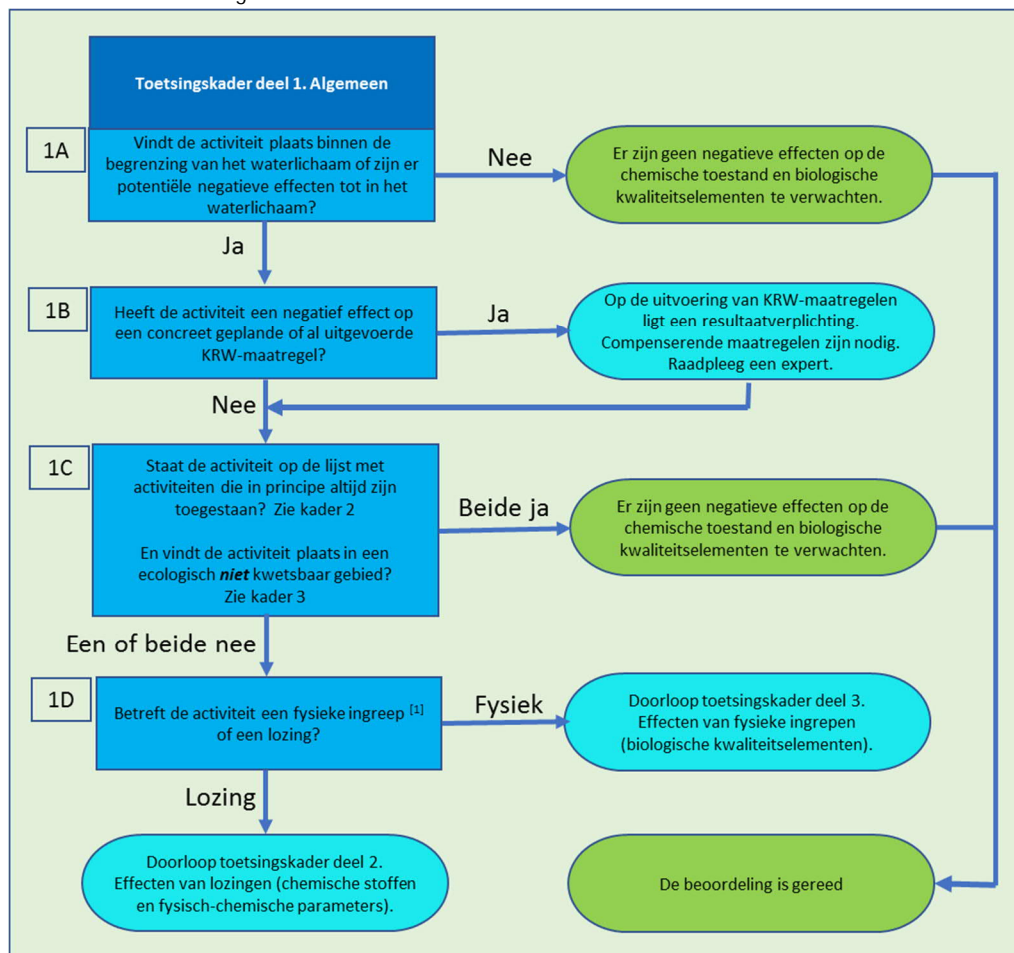 Toetsingskader deel 1. Algemeen
1A
Vindt de activiteit plaats binnen de
begrenzing van het waterlichaam of zijn er
potentiële negatieve effecten tot in het
waterlichaam?
Nee
Er zijn geen negatieve effecten op de
chemische toestand en biologische
kwaliteitselementen te verwachten.
Ja
1B
Heeft de activiteit een negatief effect op
een concreet geplande of al uitgevoerde
KRW-maatregel?
Ja
Op de uitvoering van KRW-maatregelen
ligt een resultaatverplichting.
Compenserende maatregelen zijn nodig.
Raadpleeg een expert.
Nee
1C
Staat de activiteit op de lijst met
activiteiten die in principe altijd zijn
toegestaan? Zie kader 2
En vindt de activiteit plaats in een
ecologisch niet kwetsbaar gebied?
Zie kader 3
Beide ja
Er zijn geen negatieve effecten op de
chemische toestand en biologische
kwaliteitselementen te verwachten.
Een of beide nee
1D
Betreft de activiteit een fysieke ingreep [1]
of een lozing?
Fysiek
Doorloop toetsingskader deel 3.
Effecten van fysieke ingrepen
(biologische kwaliteitselementen).
Lozing
Doorloop toetsingskader deel 2.
Effecten van lozingen (chemische stoffen
en fysisch-chemische parameters).
De beoordeling is gereed